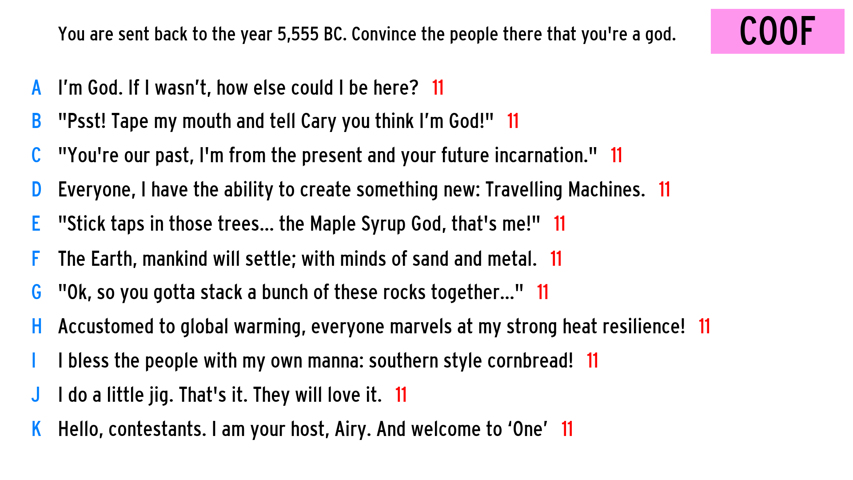 You are sent back to the year 5,555 BC. Convince the people there that you're a god.
COOF
A I’m God. If I wasn’t, how else could I be here? 11
B "Psst! Tape my mouth and tell Cary you think I’m God!" 11
C "You're our past, I'm from the present and your future incarnation." 11
D Everyone, I have the ability to create something new: Travelling Machines. 11
E "Stick taps in those trees... the Maple Syrup God, that's me!" 11
F The Earth, mankind will settle; with minds of sand and metal. 11
G "Ok, so you gotta stack a bunch of these rocks together..." 11
H Accustomed to global warming, everyone marvels at my strong heat resilience! 11
I I bless the people with my own manna: southern style cornbread! 11
J I do a little jig. That's it. They will love it. 11
K Hello, contestants. I am your host, Airy. And welcome to ‘One’ 11